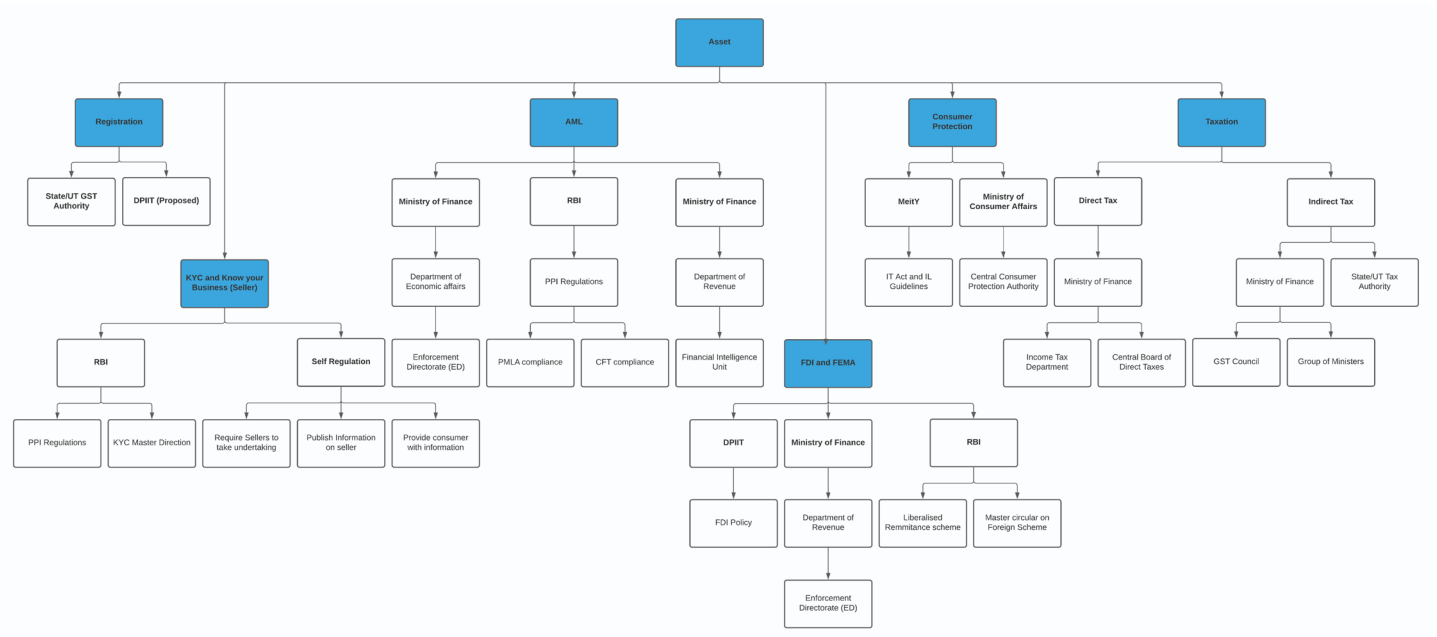 Asset
Registration
AML
Consumer
Protection
Taxation
State/UT GST
Authority
DPIIT (Proposed)
Ministry of Finance
RBI
Ministry of Finance
MeitY
Ministry of
Consumer Affairs
Direct Tax
Indirect Tax
KYC and Know your
Business (Seller)
Department of
Economic affairs
PPI Regulations
Department of
Revenue
IT Act and IL
Guidelines
Central Consumer
Protection Authority
Ministry of Finance
Ministry of Finance
State/UT Tax
Authority
RBI
Self Regulation
Enforcement
Directorate (ED)
PMLA compliance
CFT compliance
Financial Intelligence
Unit
FDI and FEMA
Income Tax
Department
Central Board of
Direct Taxes
GST Council
Group of Ministers
PPI Regulations
KYC Master Direction
Require Sellers to
take undertaking
Publish Information
on seller
Provide consumer
with information
DPIIT
Ministry of Finance
RBI
FDI Policy
Department of
Revenue
Liberalised
Remmitance scheme
Master circular on
Foreign Scheme
Enforcement
Directorate (ED)